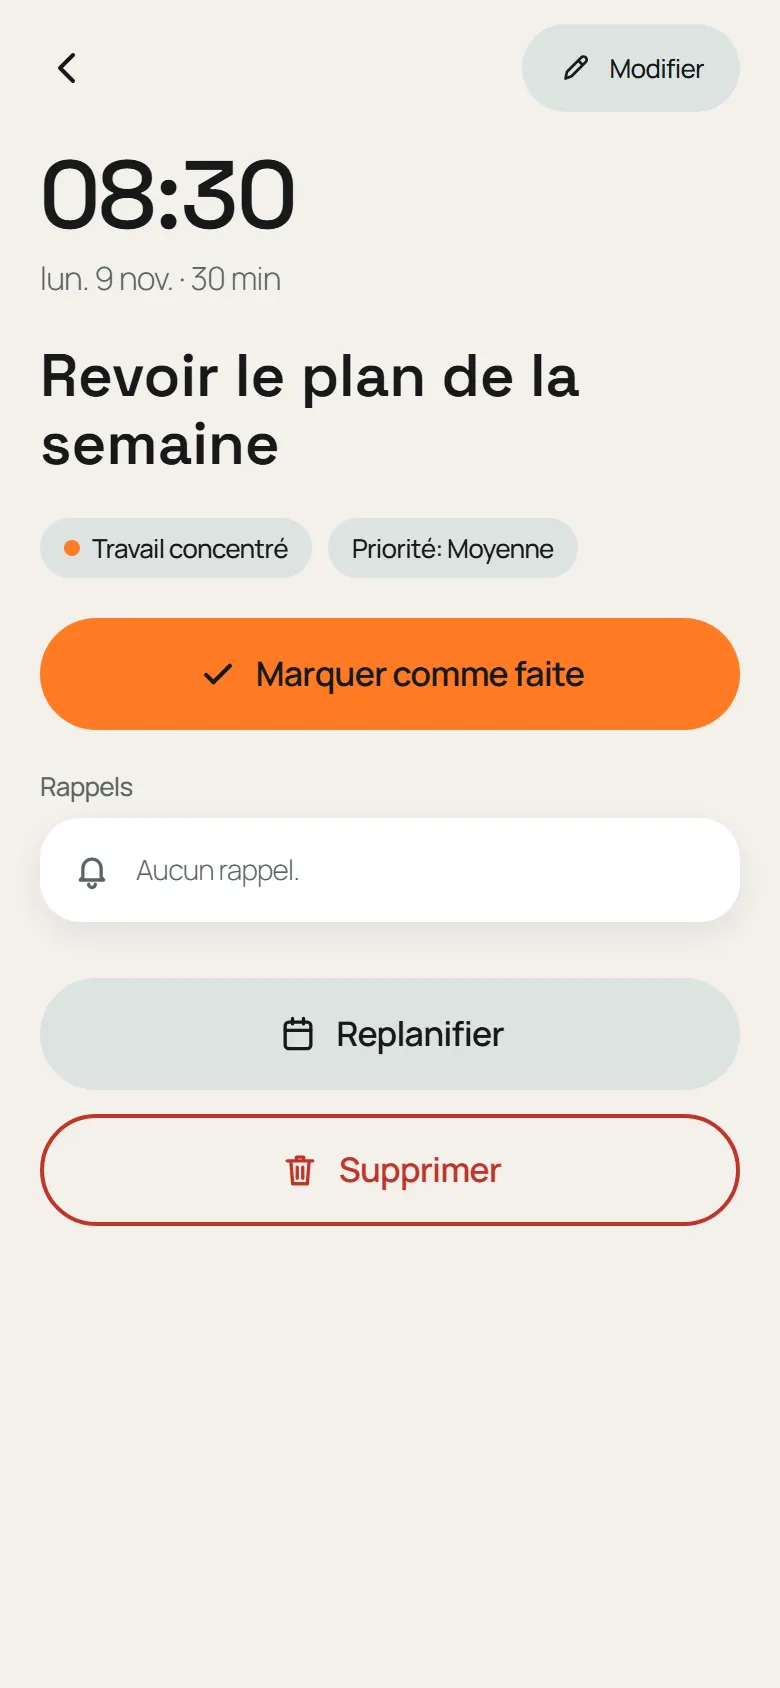 Modifier
08:30
lun. 9 nov. · 30 min
Revoir le plan de la
semaine
Travail concentré
Priorité: Moyenne
Marquer comme faite
Rappels
Aucun rappel.
Replanifier
Supprimer